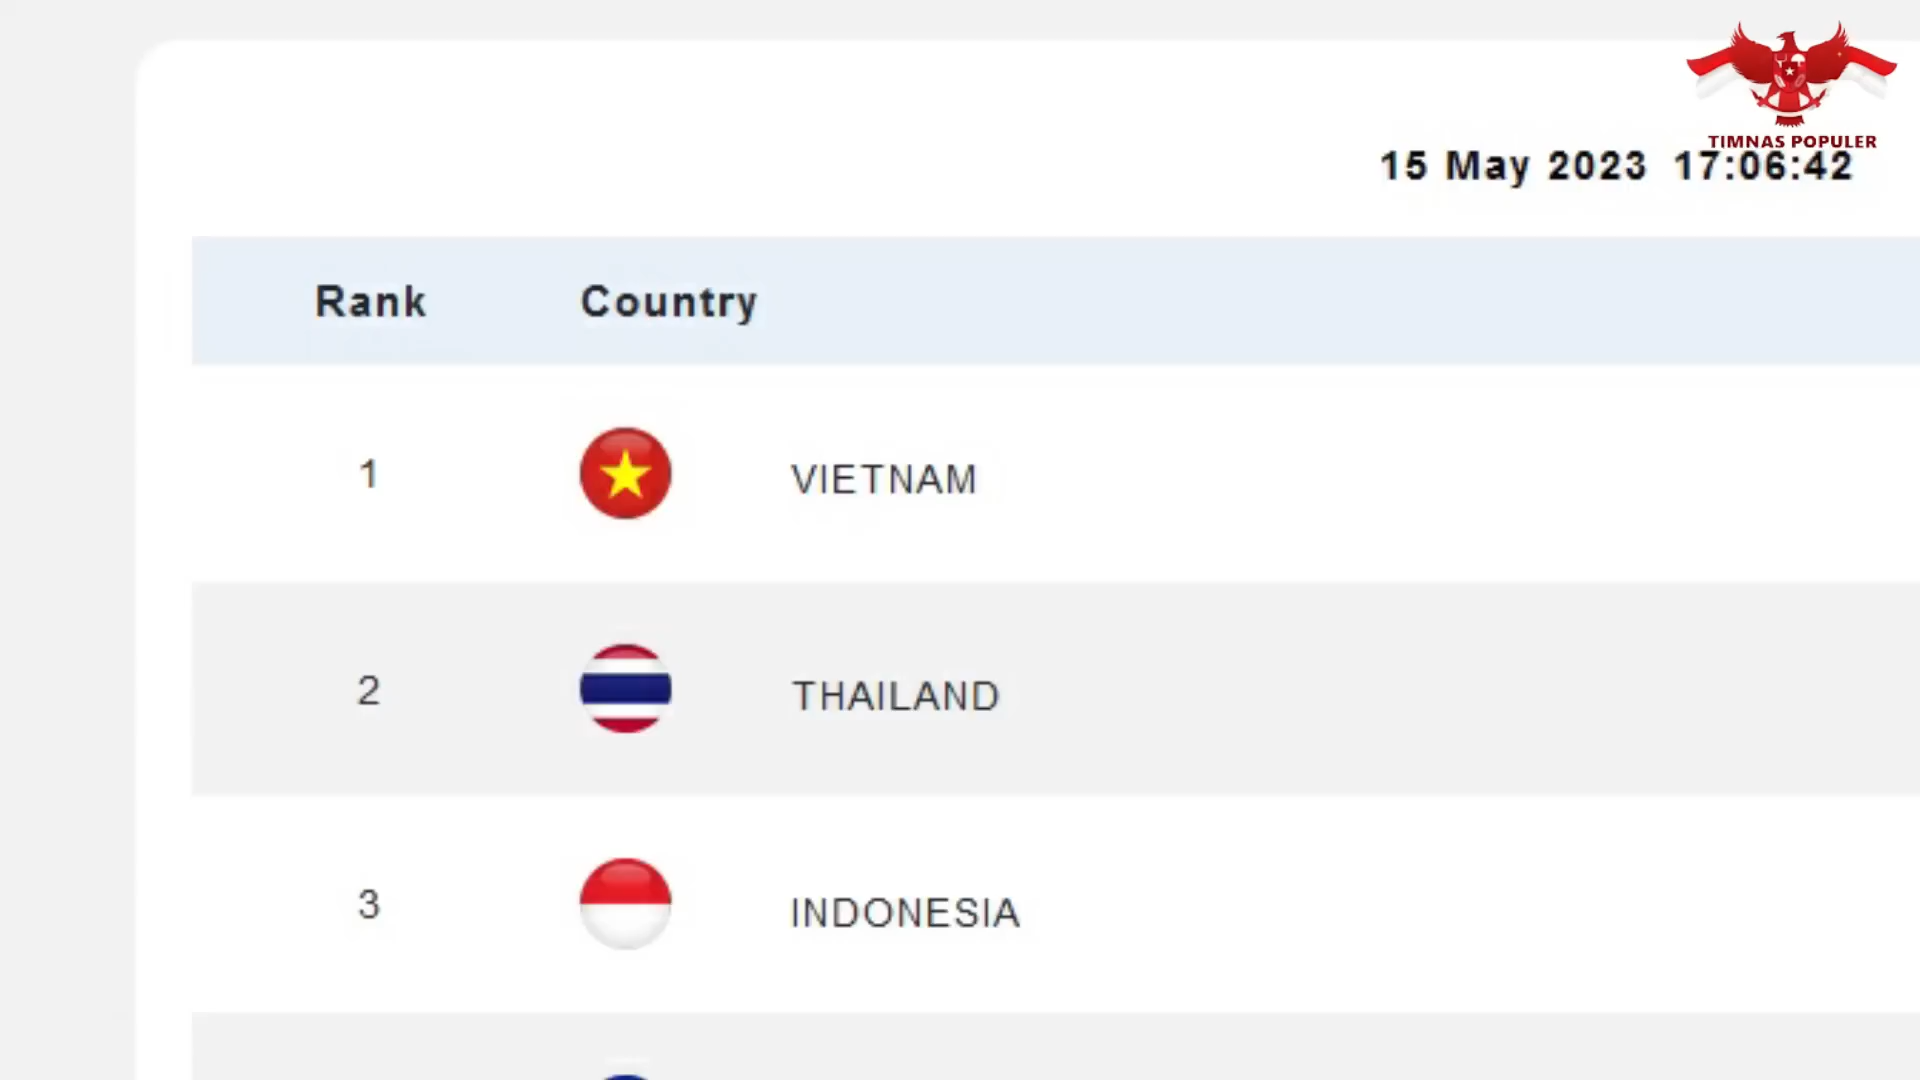 TIMNAS POPULER
15 May 2023 17:06:42
Rank Country
1 VIETNAM
2 THAILAND
3 INDONESIA